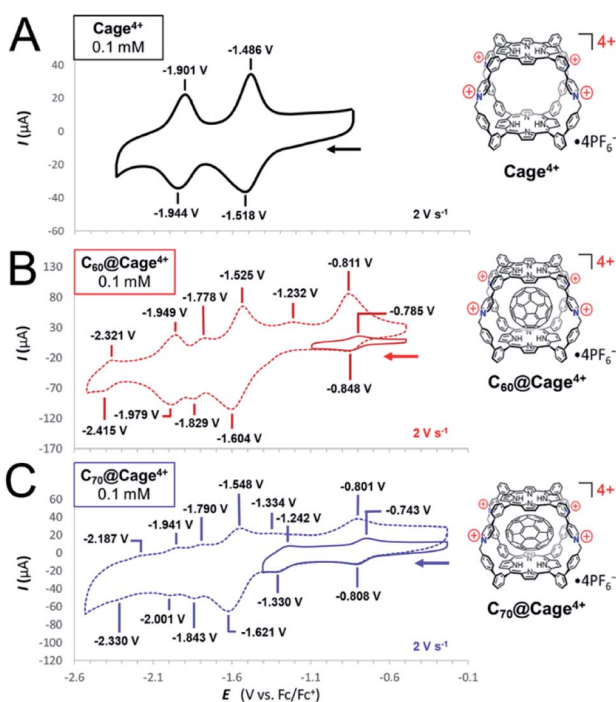 A
Cage4+
0.1 mM
-1.901 V
-1.486 V
-1.944 V
-1.518 V
2 V s-1
I (µA)
40
20
0
-20
-40
-60
4+
N
N
N
N
NH
HN
NH
HN
•4PF6−
Cage4+
B
C60@Cage4+
0.1 mM
-2.321 V
-1.949 V
-1.778 V
-1.525 V
-1.232 V
-0.811 V
-0.785 V
-0.848 V
-2.415 V
-1.979 V
-1.829 V
-1.604 V
2 V s-1
I (µA)
130
80
30
-20
-70
-120
-170
4+
•4PF6−
C60@Cage4+
C
C70@Cage4+
0.1 mM
-2.187 V
-1.941 V
-1.790 V
-1.548 V
-1.334 V
-1.242 V
-0.801 V
-0.743 V
-2.330 V
-2.001 V
-1.843 V
-1.621 V
-1.330 V
-0.808 V
2 V s-1
I (µA)
60
40
20
0
-20
-40
-60
-80
-100
-120
-2.6
-2.1
-1.6
-1.1
-0.6
-0.1
E (V vs. Fc/Fc+)
4+
•4PF6−
C70@Cage4+